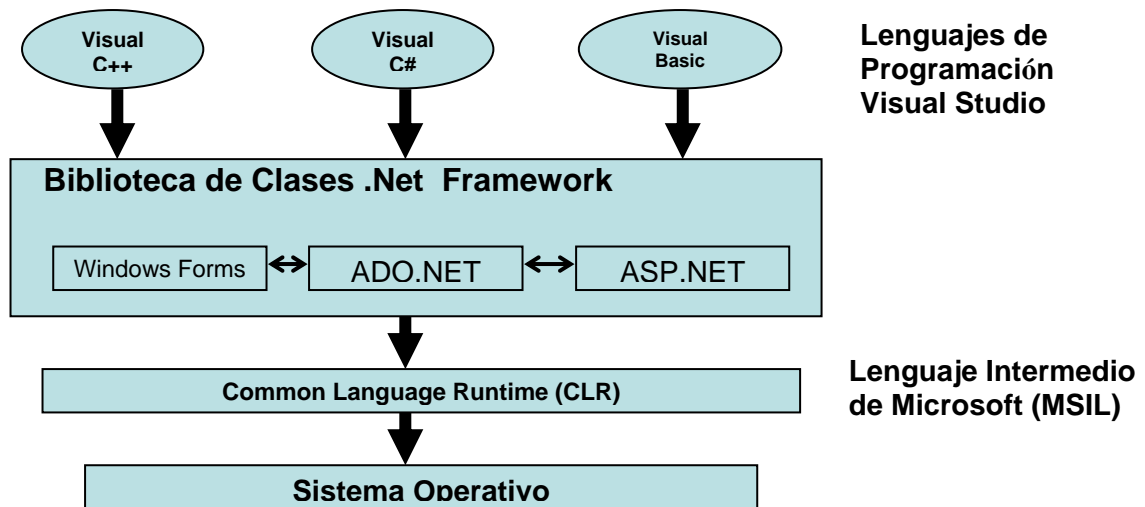 Visual
C++
Visual
C#
Visual
Basic
Lenguajes de
Programación
Visual Studio
Biblioteca de Clases .Net Framework
Windows Forms
ADO.NET
ASP.NET
Common Language Runtime (CLR)
Lenguaje Intermedio
de Microsoft (MSIL)
Sistema Operativo